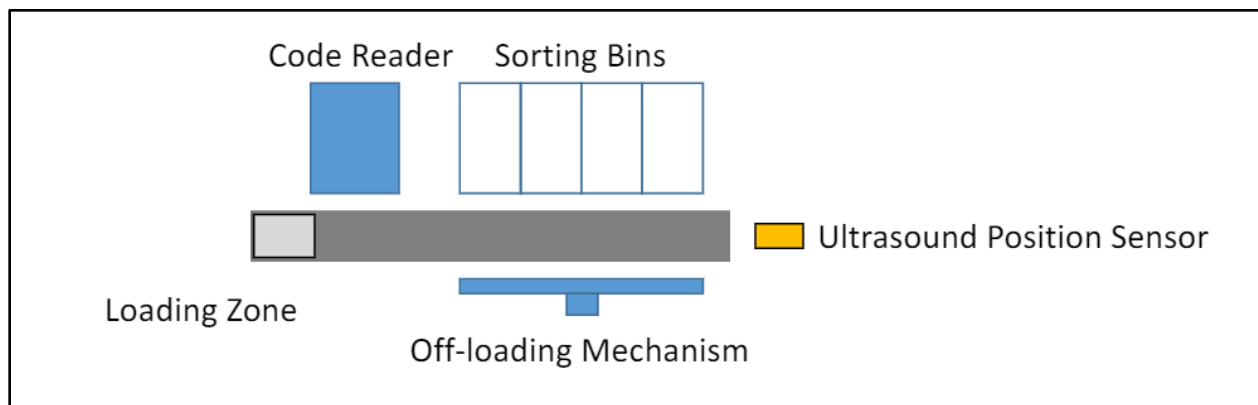 Code Reader
Sorting Bins
Ultrasound Position Sensor
Loading Zone
Off-loading Mechanism